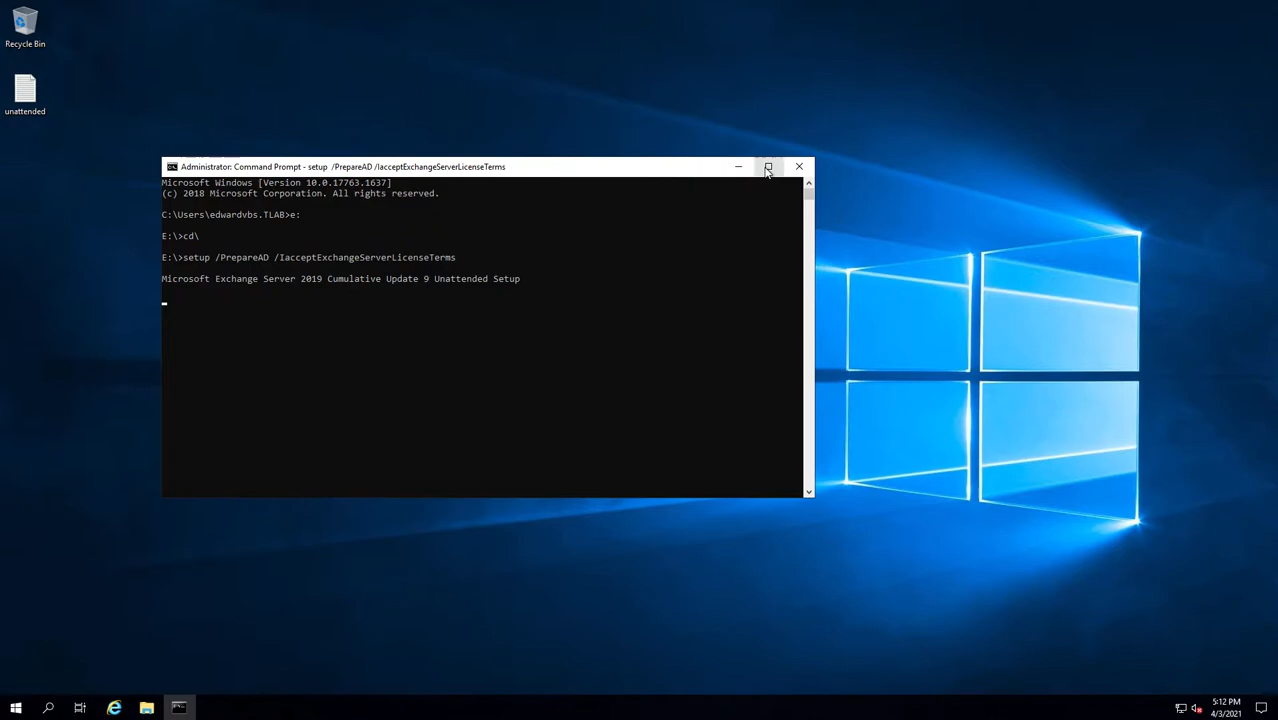 Recycle Bin
unattended
Administrator: Command Prompt - setup /PrepareAD /IacceptExchangeServerLicenseTerms
Microsoft Windows [Version 10.0.17763.1637]
(c) 2018 Microsoft Corporation. All rights reserved.
C:\Users\edwardvbs.TLAB>e:
E:\>cd\
E:\>setup /PrepareAD /IacceptExchangeServerLicenseTerms
Microsoft Exchange Server 2019 Cumulative Update 9 Unattended Setup
5:12 PM
4/3/2021